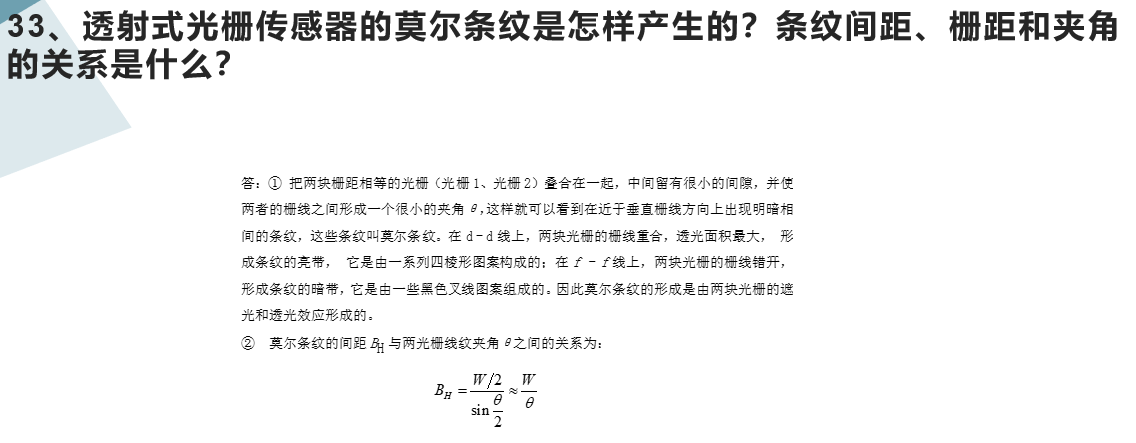 33、透射式光栅传感器的莫尔条纹是怎样产生的？条纹间距、栅距和夹角
的关系是什么？
答：① 把两块栅距相等的光栅（光栅1、光栅2）叠合在一起，中间留有很小的间隙，并使
两者的栅线之间形成一个很小的夹角θ,这样就可以看到在近于垂直栅线方向上出现明暗相
间的条纹，这些条纹叫莫尔条纹。在 d－d 线上，两块光栅的栅线重合，透光面积最大， 形
成条纹的亮带， 它是由一系列四棱形图案构成的；在 f －f 线上，两块光栅的栅线错开，
形成条纹的暗带，它是由一些黑色叉线图案组成的。因此莫尔条纹的形成是由两块光栅的遮
光和透光效应形成的。
② 莫尔条纹的间距 B_H 与两光栅线纹夹角θ之间的关系为：
B_H = (W/2)/(sin(θ/2)) ≈ W/θ